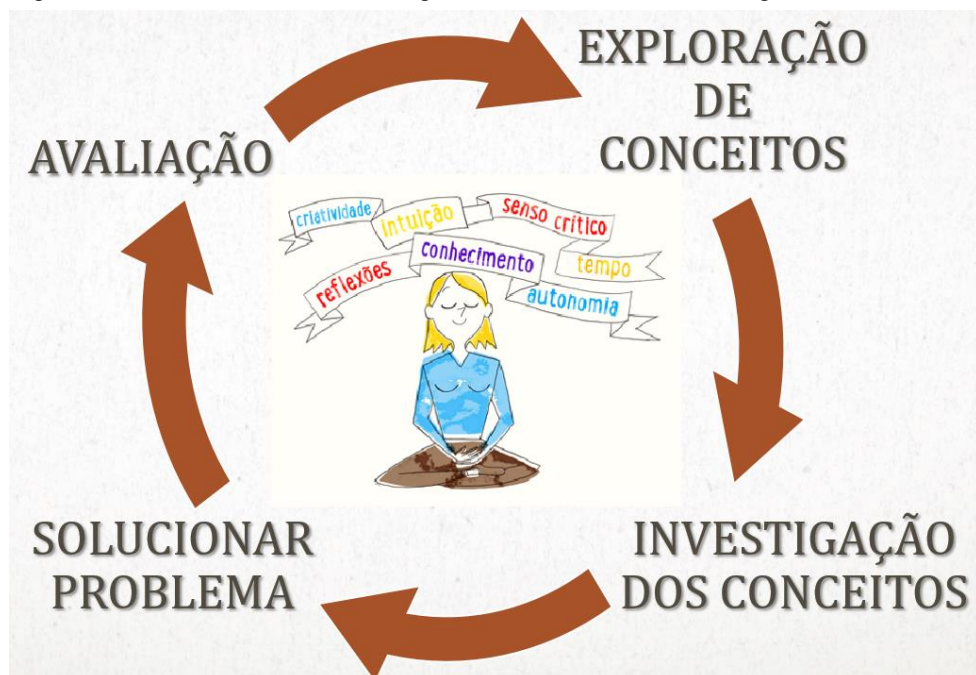 EXPLORAÇÃO
DE
CONCEITOS
AVALIAÇÃO
criatividade
intuição
senso crítico
reflexões
conhecimento
tempo
autonomia
SOLUCIONAR
PROBLEMA
INVESTIGAÇÃO
DOS CONCEITOS